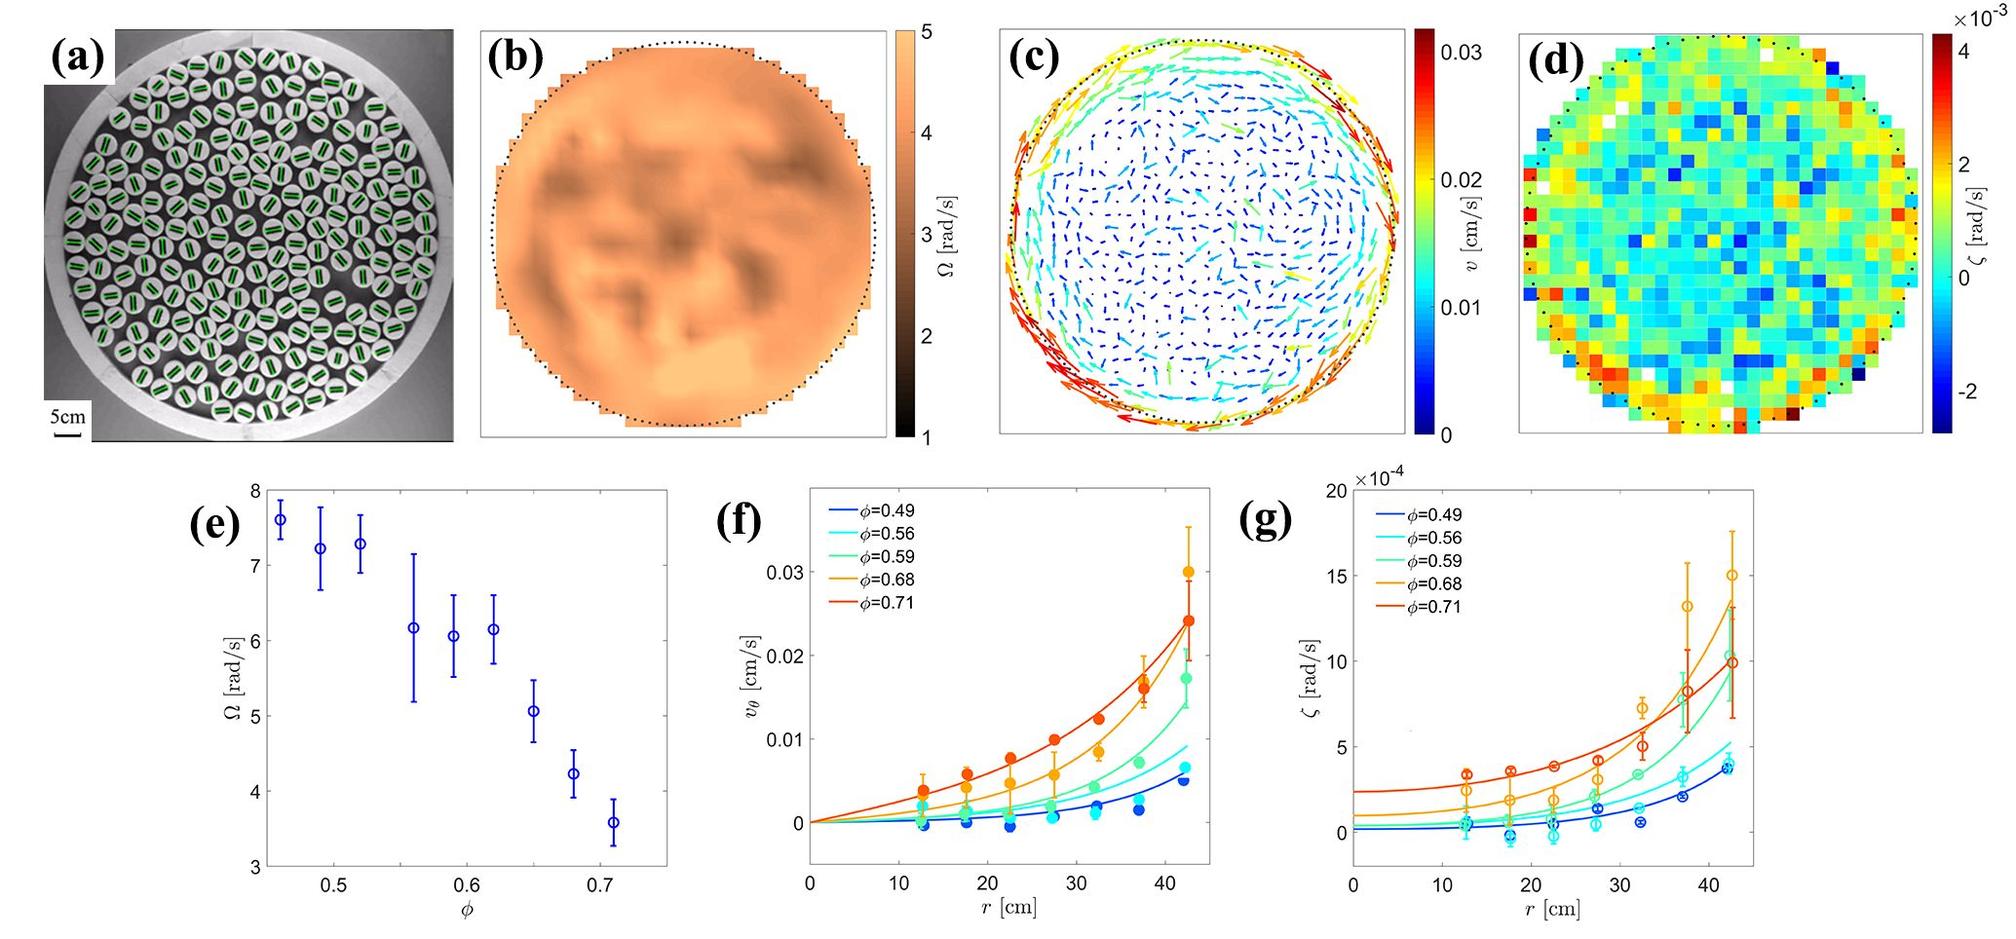 (a)
5cm
(b)
5
4
3
2
1
Ω [rad/s]
(c)
0.03
0.02
0.01
0
v [cm/s]
(d)
×10⁻³
4
2
0
-2
ζ [rad/s]
(e)
8
7
6
5
4
3
Ω [rad/s]
0.5 0.6 0.7
ϕ
(f)
ϕ=0.49
ϕ=0.56
ϕ=0.59
ϕ=0.68
ϕ=0.71
0.03
0.02
0.01
0
v_θ [cm/s]
0 10 20 30 40
r [cm]
(g)
×10⁻⁴
20
15
10
5
0
ϕ=0.49
ϕ=0.56
ϕ=0.59
ϕ=0.68
ϕ=0.71
ζ [rad/s]
0 10 20 30 40
r [cm]